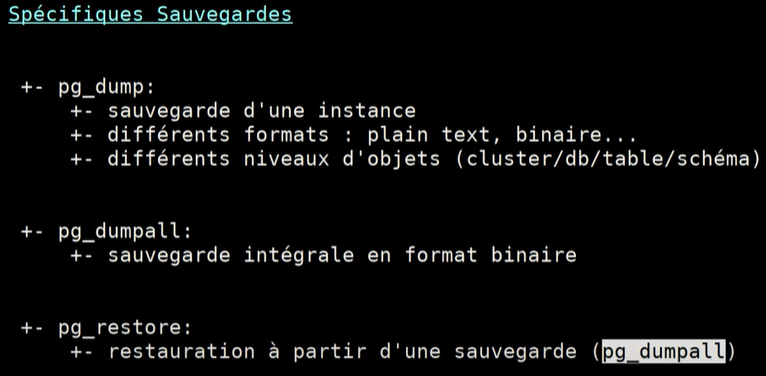 Spécifiques Sauvegardes
+- pg_dump:
+- sauvegarde d'une instance
+- différents formats : plain text, binaire...
+- différents niveaux d'objets (cluster/db/table/schéma)
+- pg_dumpall:
+- sauvegarde intégrale en format binaire
+- pg_restore:
+- restauration à partir d'une sauvegarde (pg_dumpall)